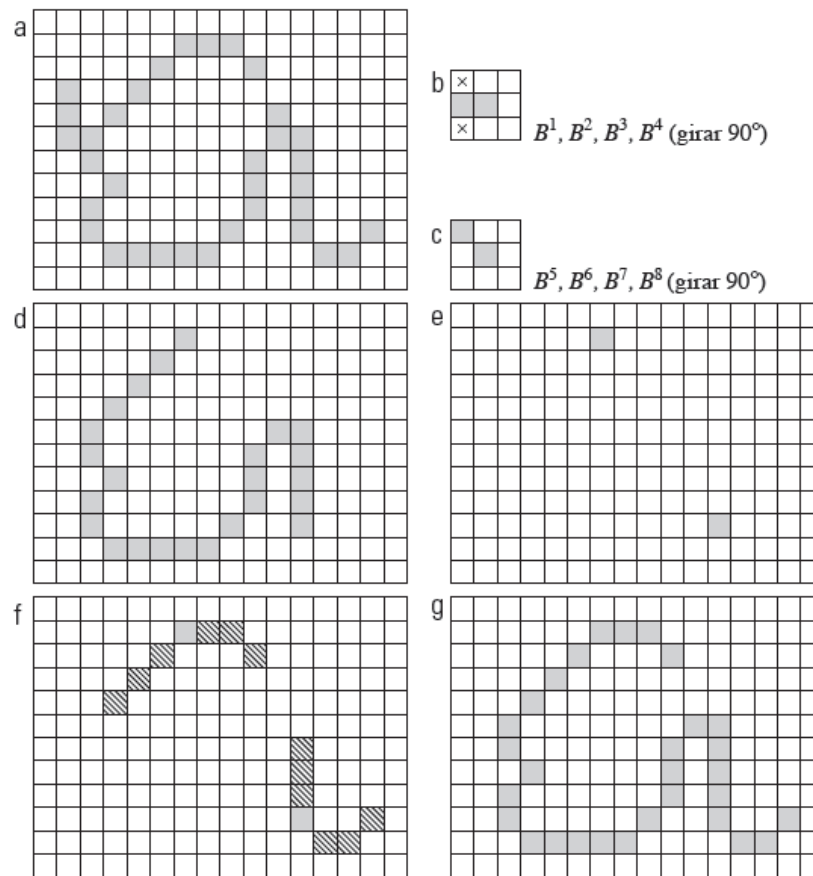 a
b
×
×
B¹, B², B³, B⁴ (girar 90°)
c
B⁵, B⁶, B⁷, B⁸ (girar 90°)
d
e
f
g